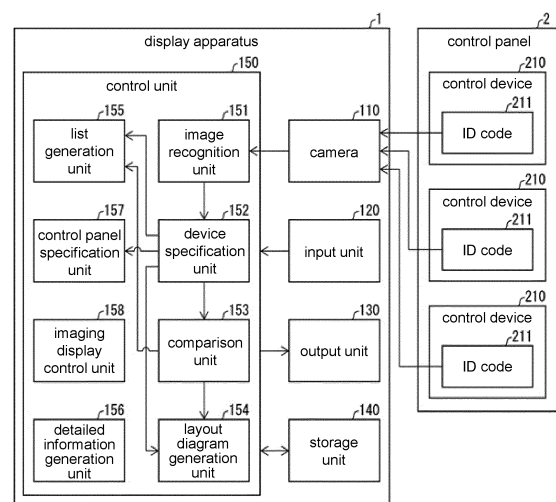 1
2
display apparatus
control panel
150
control unit
210
control device
211
ID code
155
list
generation
unit
151
image
recognition
unit
110
camera
157
control panel
specification
unit
152
device
specification
unit
120
input unit
210
control device
211
ID code
158
imaging
display
control unit
153
comparison
unit
130
output unit
210
control device
211
ID code
156
detailed
information
generation unit
154
layout
diagram
generation
unit
140
storage
unit